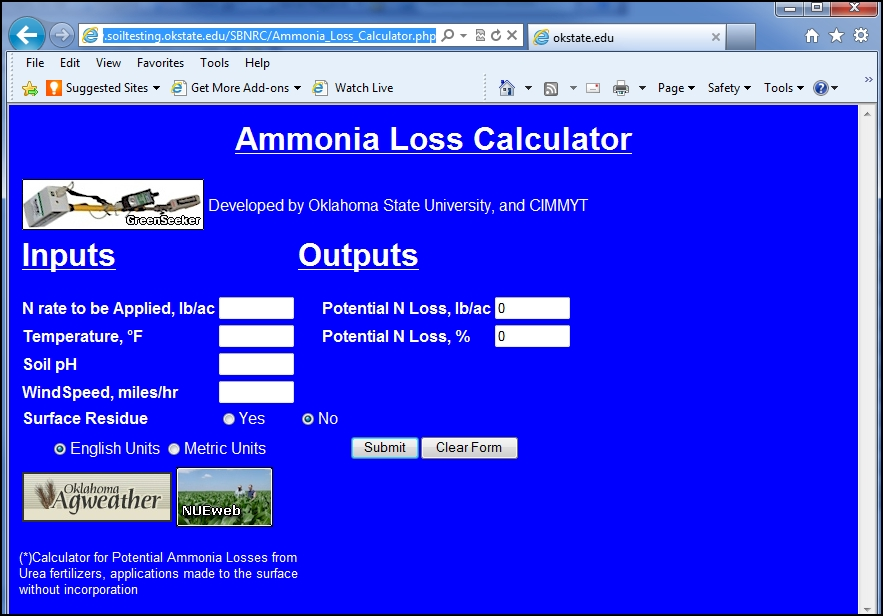 .soiltesting.okstate.edu/SBNRC/Ammonia_Loss_Calculator.php
okstate.edu
File Edit View Favorites Tools Help
Suggested Sites Get More Add-ons Watch Live Page Safety Tools
Ammonia Loss Calculator
GreenSeeker
Developed by Oklahoma State University, and CIMMYT
Inputs Outputs
N rate to be Applied, lb/ac Potential N Loss, lb/ac 0
Temperature, °F Potential N Loss, % 0
Soil pH
WindSpeed, miles/hr
Surface Residue Yes No
English Units Metric Units Submit Clear Form
Oklahoma
Agweather
NUEweb
(*)Calculator for Potential Ammonia Losses from
Urea fertilizers, applications made to the surface
without incorporation